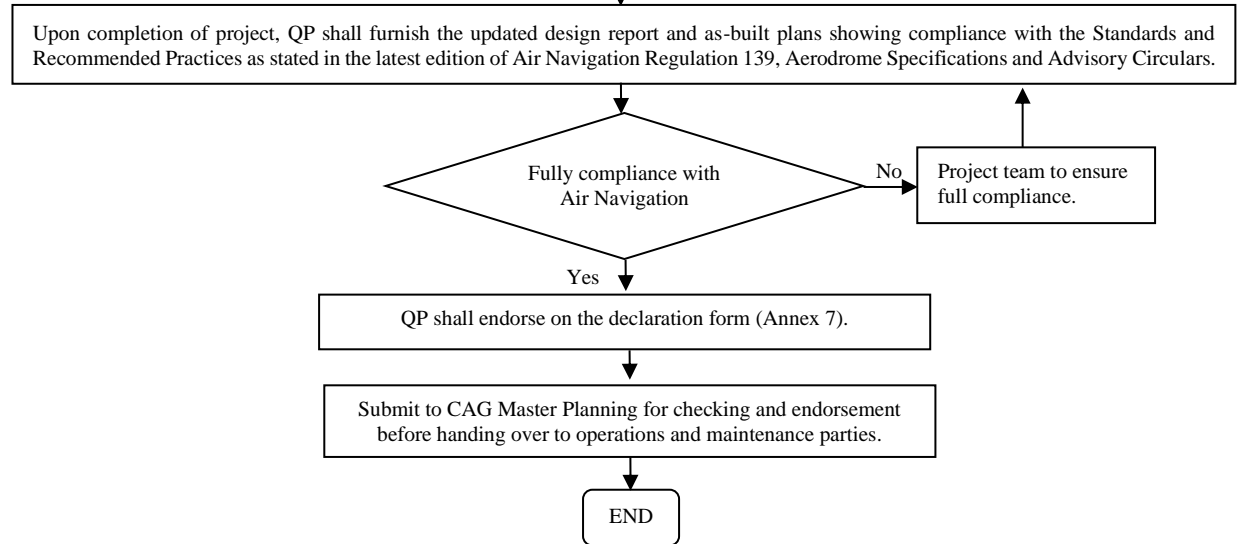 Upon completion of project, QP shall furnish the updated design report and as-built plans showing compliance with the Standards and
Recommended Practices as stated in the latest edition of Air Navigation Regulation 139, Aerodrome Specifications and Advisory Circulars.
Fully compliance with
Air Navigation
No
Project team to ensure
full compliance.
Yes
QP shall endorse on the declaration form (Annex 7).
Submit to CAG Master Planning for checking and endorsement
before handing over to operations and maintenance parties.
END